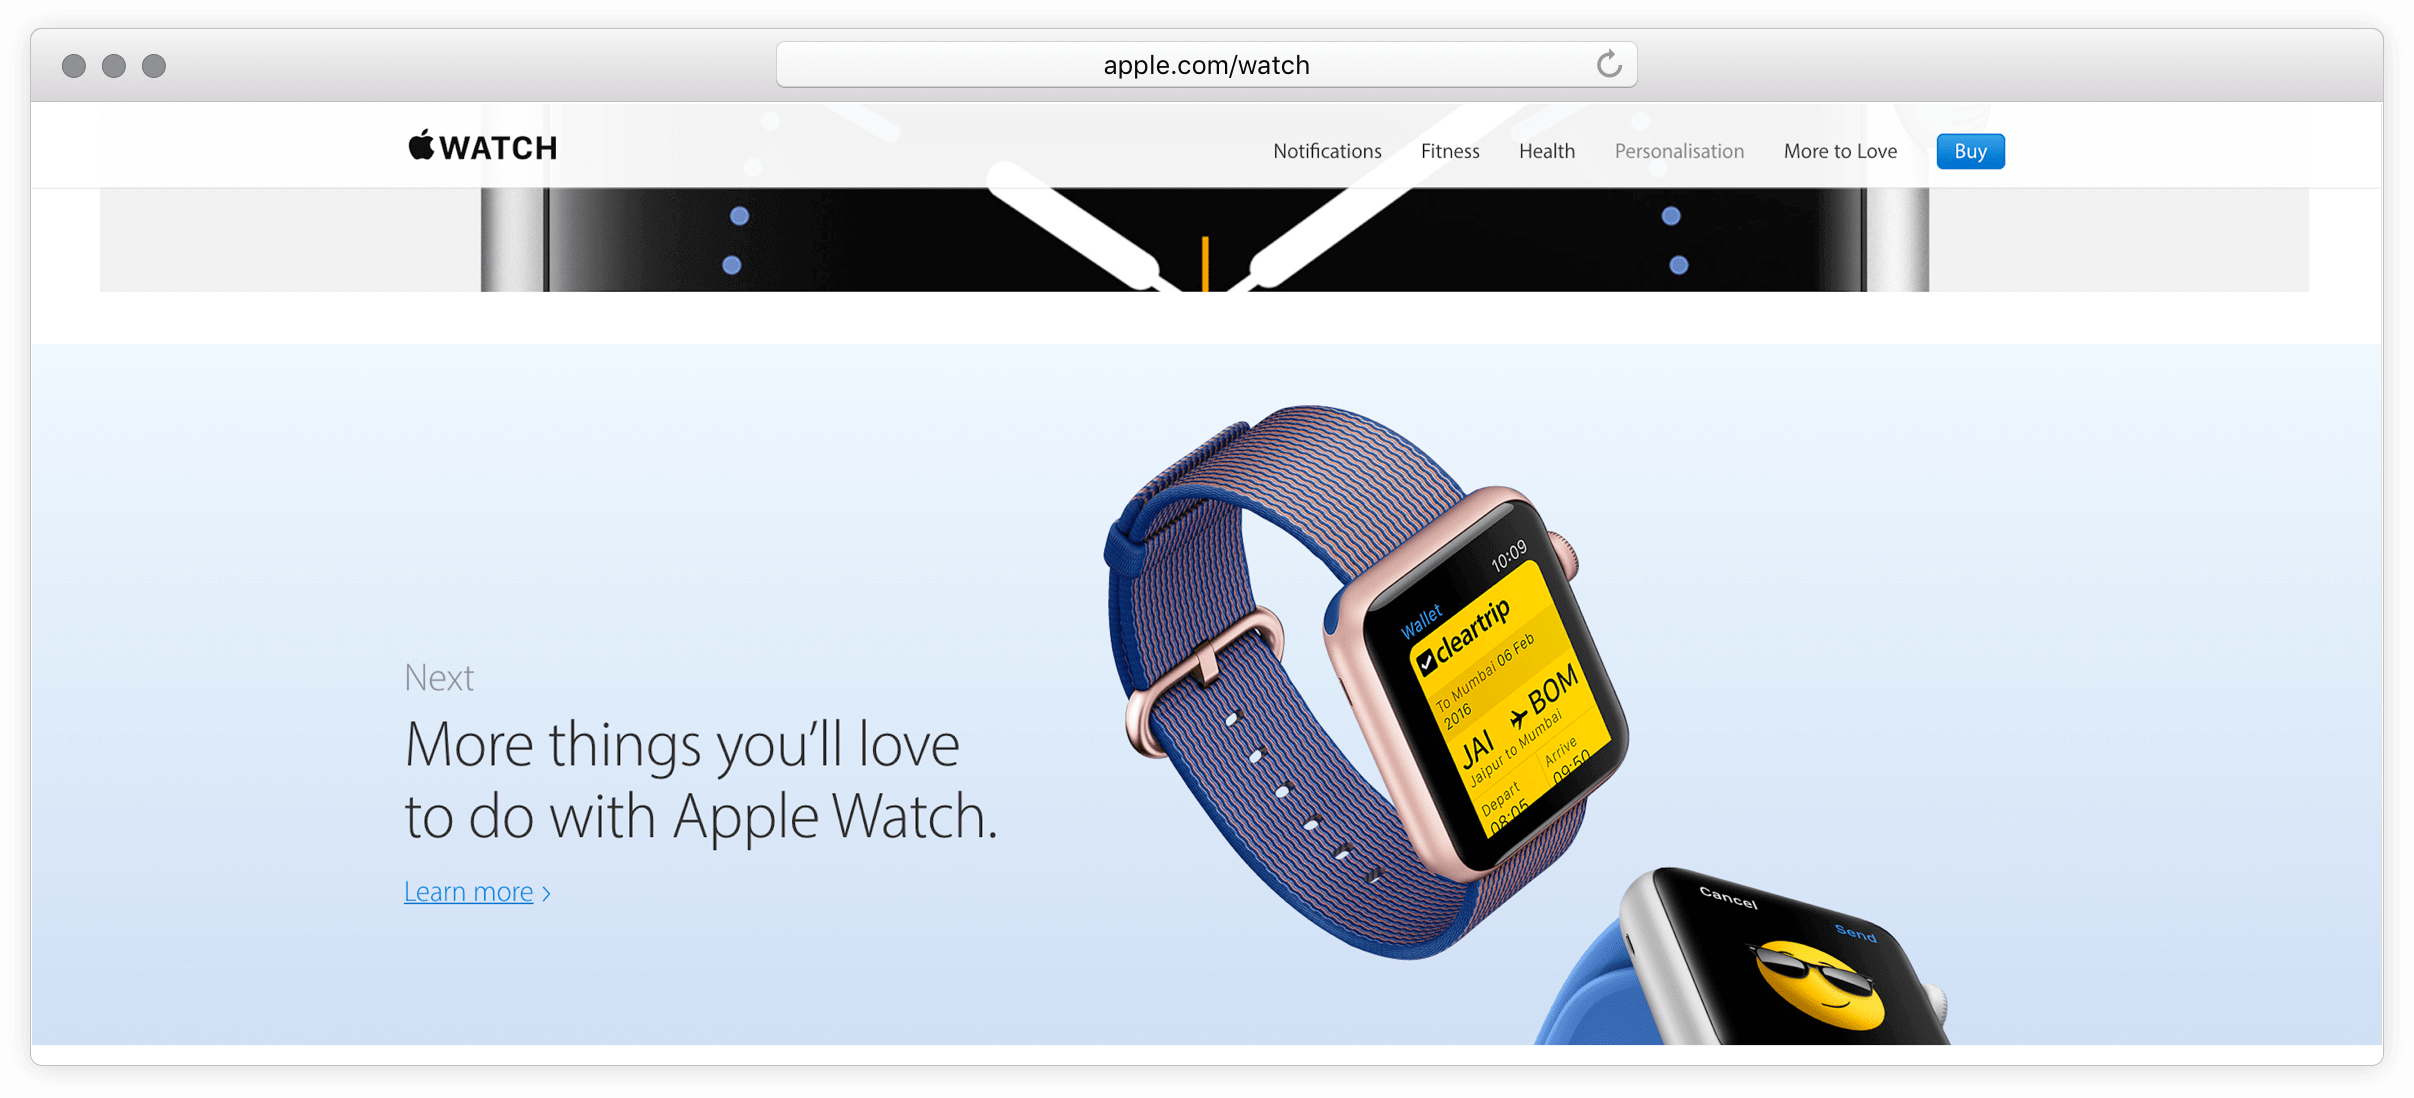 apple.com/watch
WATCH
Notifications Fitness Health Personalisation More to Love Buy
10:09
Wallet
cleartrip
To Mumbai 06 Feb
2016
JAI BOM
Jaipur to Mumbai
Depart Arrive
08:05 09:50
Next
More things you’ll love
to do with Apple Watch.
Learn more >
Cancel Send